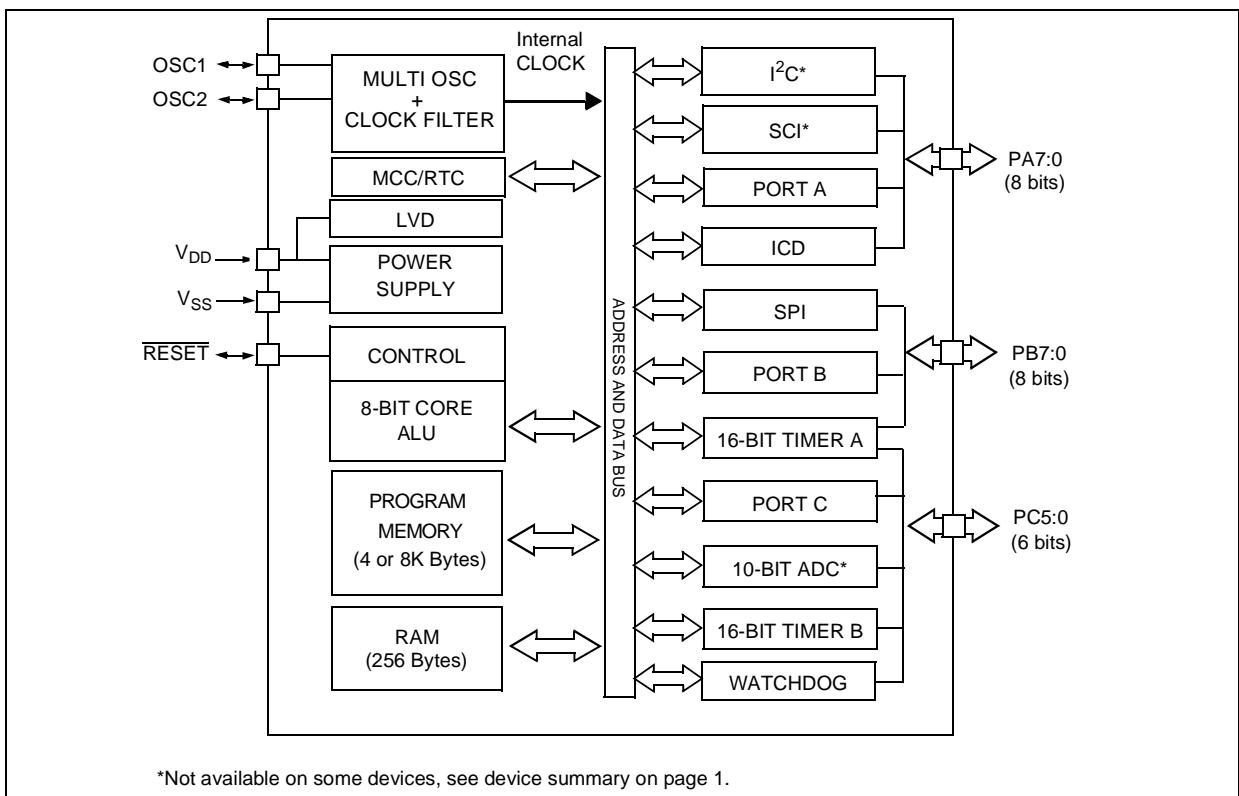 OSC1
OSC2
V_DD
V_SS
RESET
MULTI OSC
+
CLOCK FILTER
MCC/RTC
LVD
POWER
SUPPLY
CONTROL
8-BIT CORE
ALU
PROGRAM
MEMORY
(4 or 8K Bytes)
RAM
(256 Bytes)
Internal
CLOCK
ADDRESS AND DATA BUS
I²C*
SCI*
PORT A
ICD
SPI
PORT B
16-BIT TIMER A
PORT C
10-BIT ADC*
16-BIT TIMER B
WATCHDOG
PA7:0
(8 bits)
PB7:0
(8 bits)
PC5:0
(6 bits)
*Not available on some devices, see device summary on page 1.